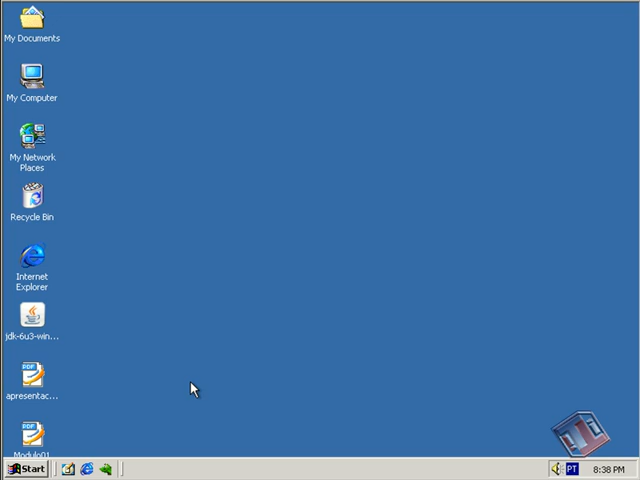 My Documents
My Computer
My Network
Places
Recycle Bin
Internet
Explorer
jdk-6u3-win...
PDF
apresentac...
PDF
Modulo01
Start
PT
8:38 PM